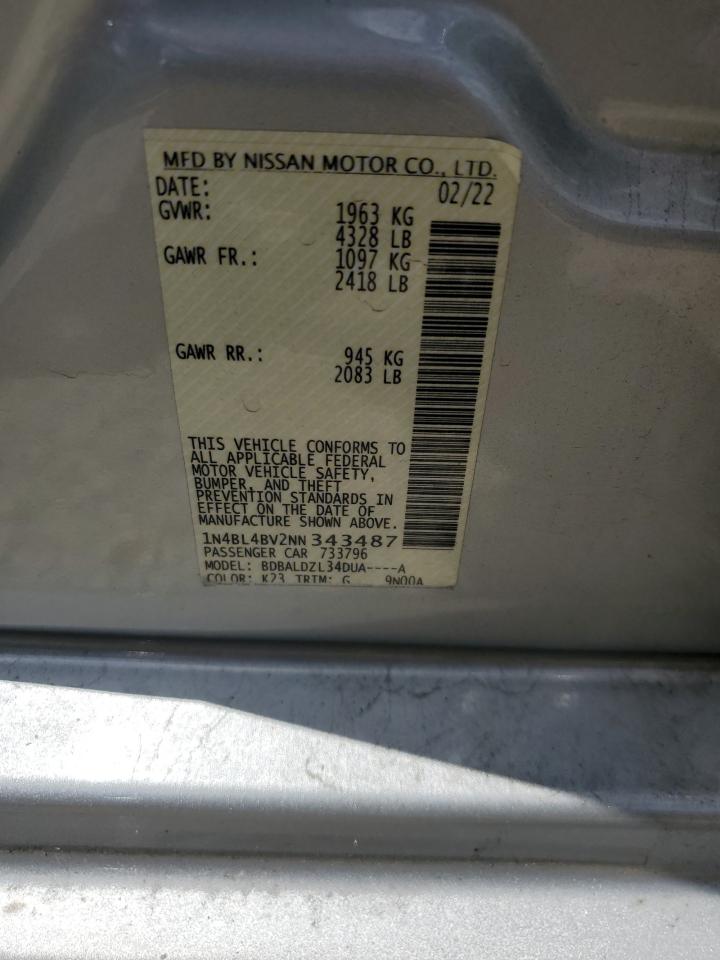 MFD BY NISSAN MOTOR CO., LTD.
DATE: 02/22
GVWR: 1963 KG
4328 LB
GAWR FR.: 1097 KG
2418 LB
GAWR RR.: 945 KG
2083 LB
THIS VEHICLE CONFORMS TO
ALL APPLICABLE FEDERAL
MOTOR VEHICLE SAFETY,
BUMPER, AND THEFT
PREVENTION STANDARDS IN
EFFECT ON THE DATE OF
MANUFACTURE SHOWN ABOVE.
1N4BL4BV2NN343487
PASSENGER CAR 733796
MODEL: BDBALDZL34DUA----A
COLOR: K23 TRIM: G 9N00A